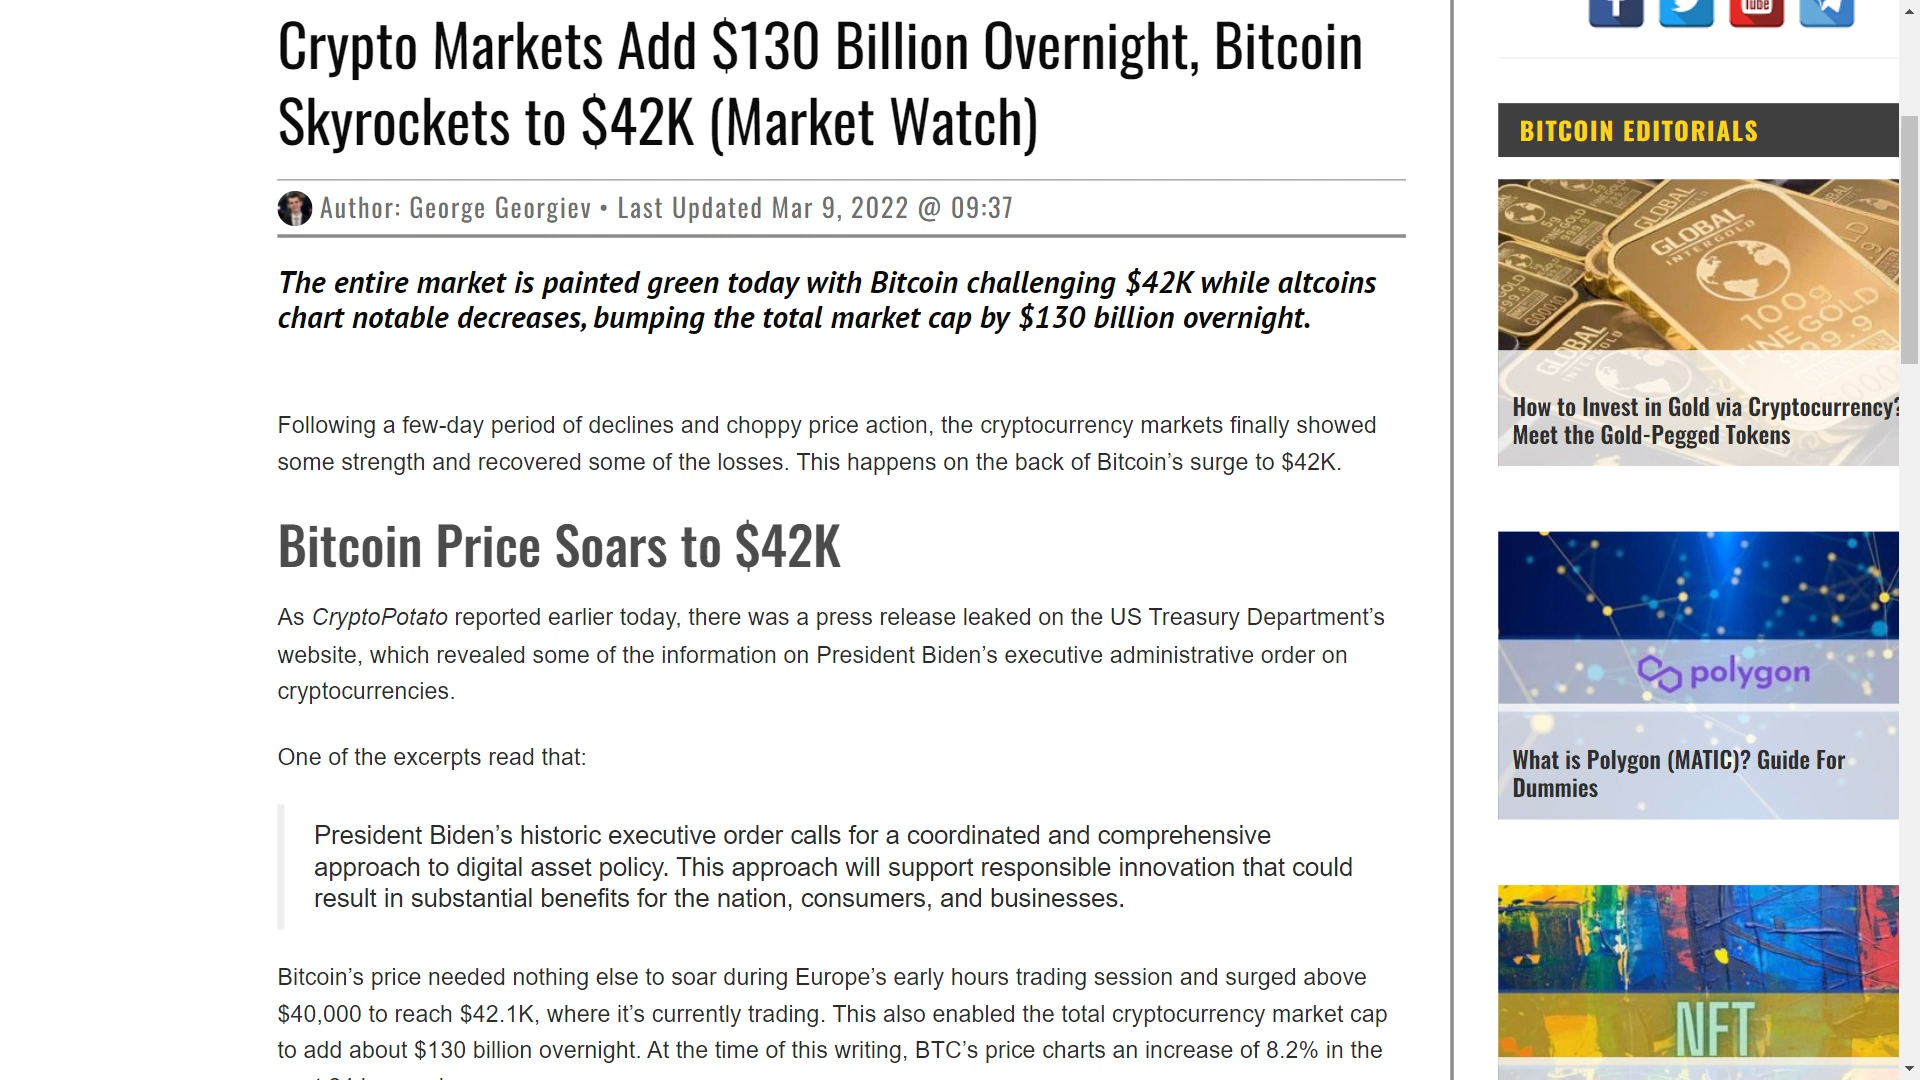 Crypto Markets Add $130 Billion Overnight, Bitcoin
Skyrockets to $42K (Market Watch)
Author: George Georgiev • Last Updated Mar 9, 2022 @ 09:37
The entire market is painted green today with Bitcoin challenging $42K while altcoins
chart notable decreases, bumping the total market cap by $130 billion overnight.
Following a few-day period of declines and choppy price action, the cryptocurrency markets finally showed
some strength and recovered some of the losses. This happens on the back of Bitcoin’s surge to $42K.
Bitcoin Price Soars to $42K
As CryptoPotato reported earlier today, there was a press release leaked on the US Treasury Department’s
website, which revealed some of the information on President Biden’s executive administrative order on
cryptocurrencies.
One of the excerpts read that:
President Biden’s historic executive order calls for a coordinated and comprehensive
approach to digital asset policy. This approach will support responsible innovation that could
result in substantial benefits for the nation, consumers, and businesses.
Bitcoin’s price needed nothing else to soar during Europe’s early hours trading session and surged above
$40,000 to reach $42.1K, where it’s currently trading. This also enabled the total cryptocurrency market cap
to add about $130 billion overnight. At the time of this writing, BTC’s price charts an increase of 8.2% in the
Tube
BITCOIN EDITORIALS
GLOBAL
INTERGOLD
100g
FINE GOLD
999.9
How to Invest in Gold via Cryptocurrency?
Meet the Gold-Pegged Tokens
polygon
What is Polygon (MATIC)? Guide For
Dummies
NFT